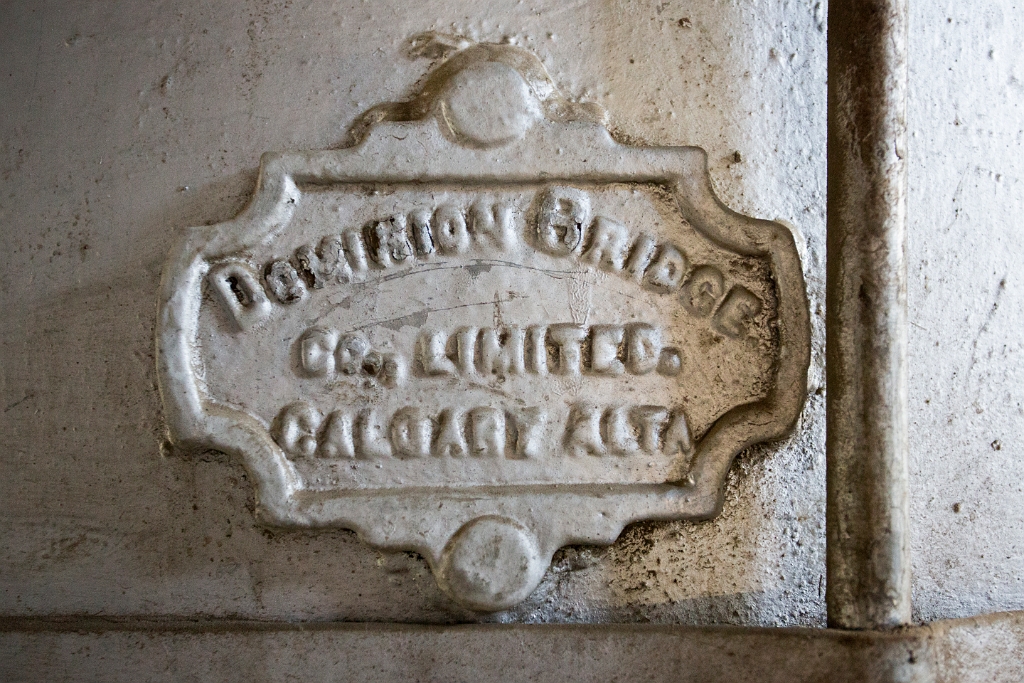 DOMINION BRIDGE
CO., LIMITED.
CALGARY ALTA